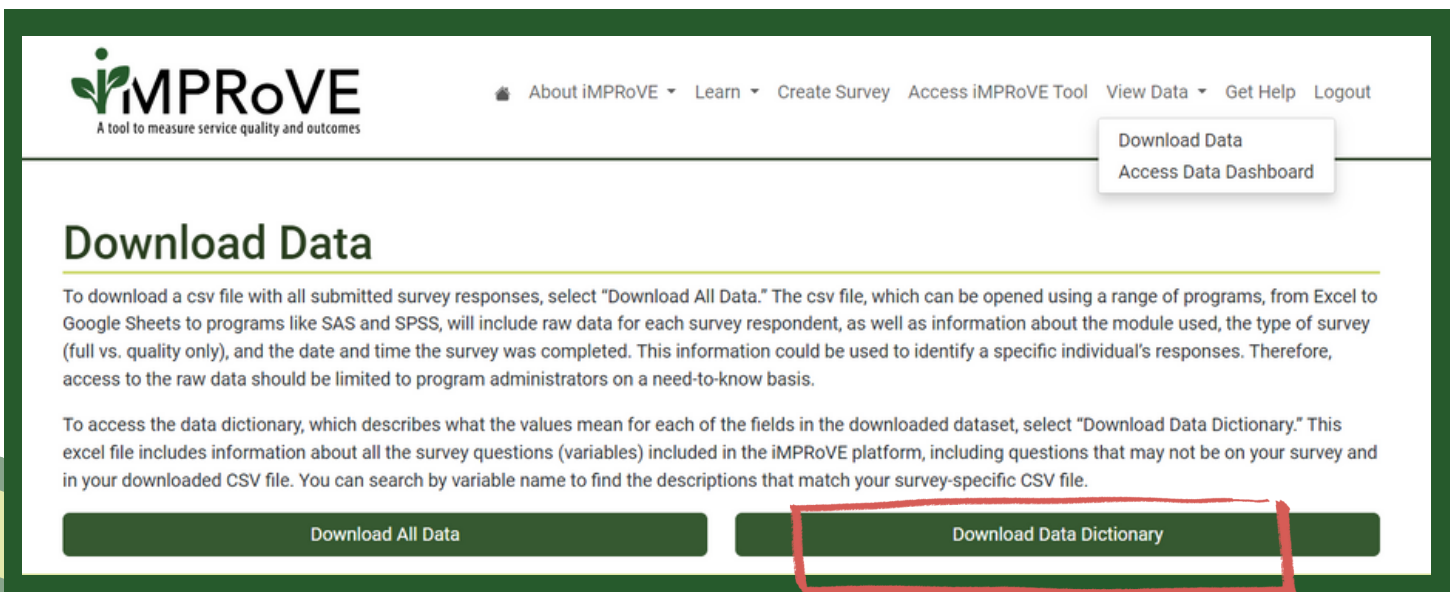 iMPRoVE
A tool to measure service quality and outcomes
About iMPRoVE Learn Create Survey Access iMPRoVE Tool View Data Get Help Logout
Download Data
Access Data Dashboard
Download Data
To download a csv file with all submitted survey responses, select “Download All Data.” The csv file, which can be opened using a range of programs, from Excel to
Google Sheets to programs like SAS and SPSS, will include raw data for each survey respondent, as well as information about the module used, the type of survey
(full vs. quality only), and the date and time the survey was completed. This information could be used to identify a specific individual's responses. Therefore,
access to the raw data should be limited to program administrators on a need-to-know basis.
To access the data dictionary, which describes what the values mean for each of the fields in the downloaded dataset, select “Download Data Dictionary.” This
excel file includes information about all the survey questions (variables) included in the iMPRoVE platform, including questions that may not be on your survey and
in your downloaded CSV file. You can search by variable name to find the descriptions that match your survey-specific CSV file.
Download All Data
Download Data Dictionary